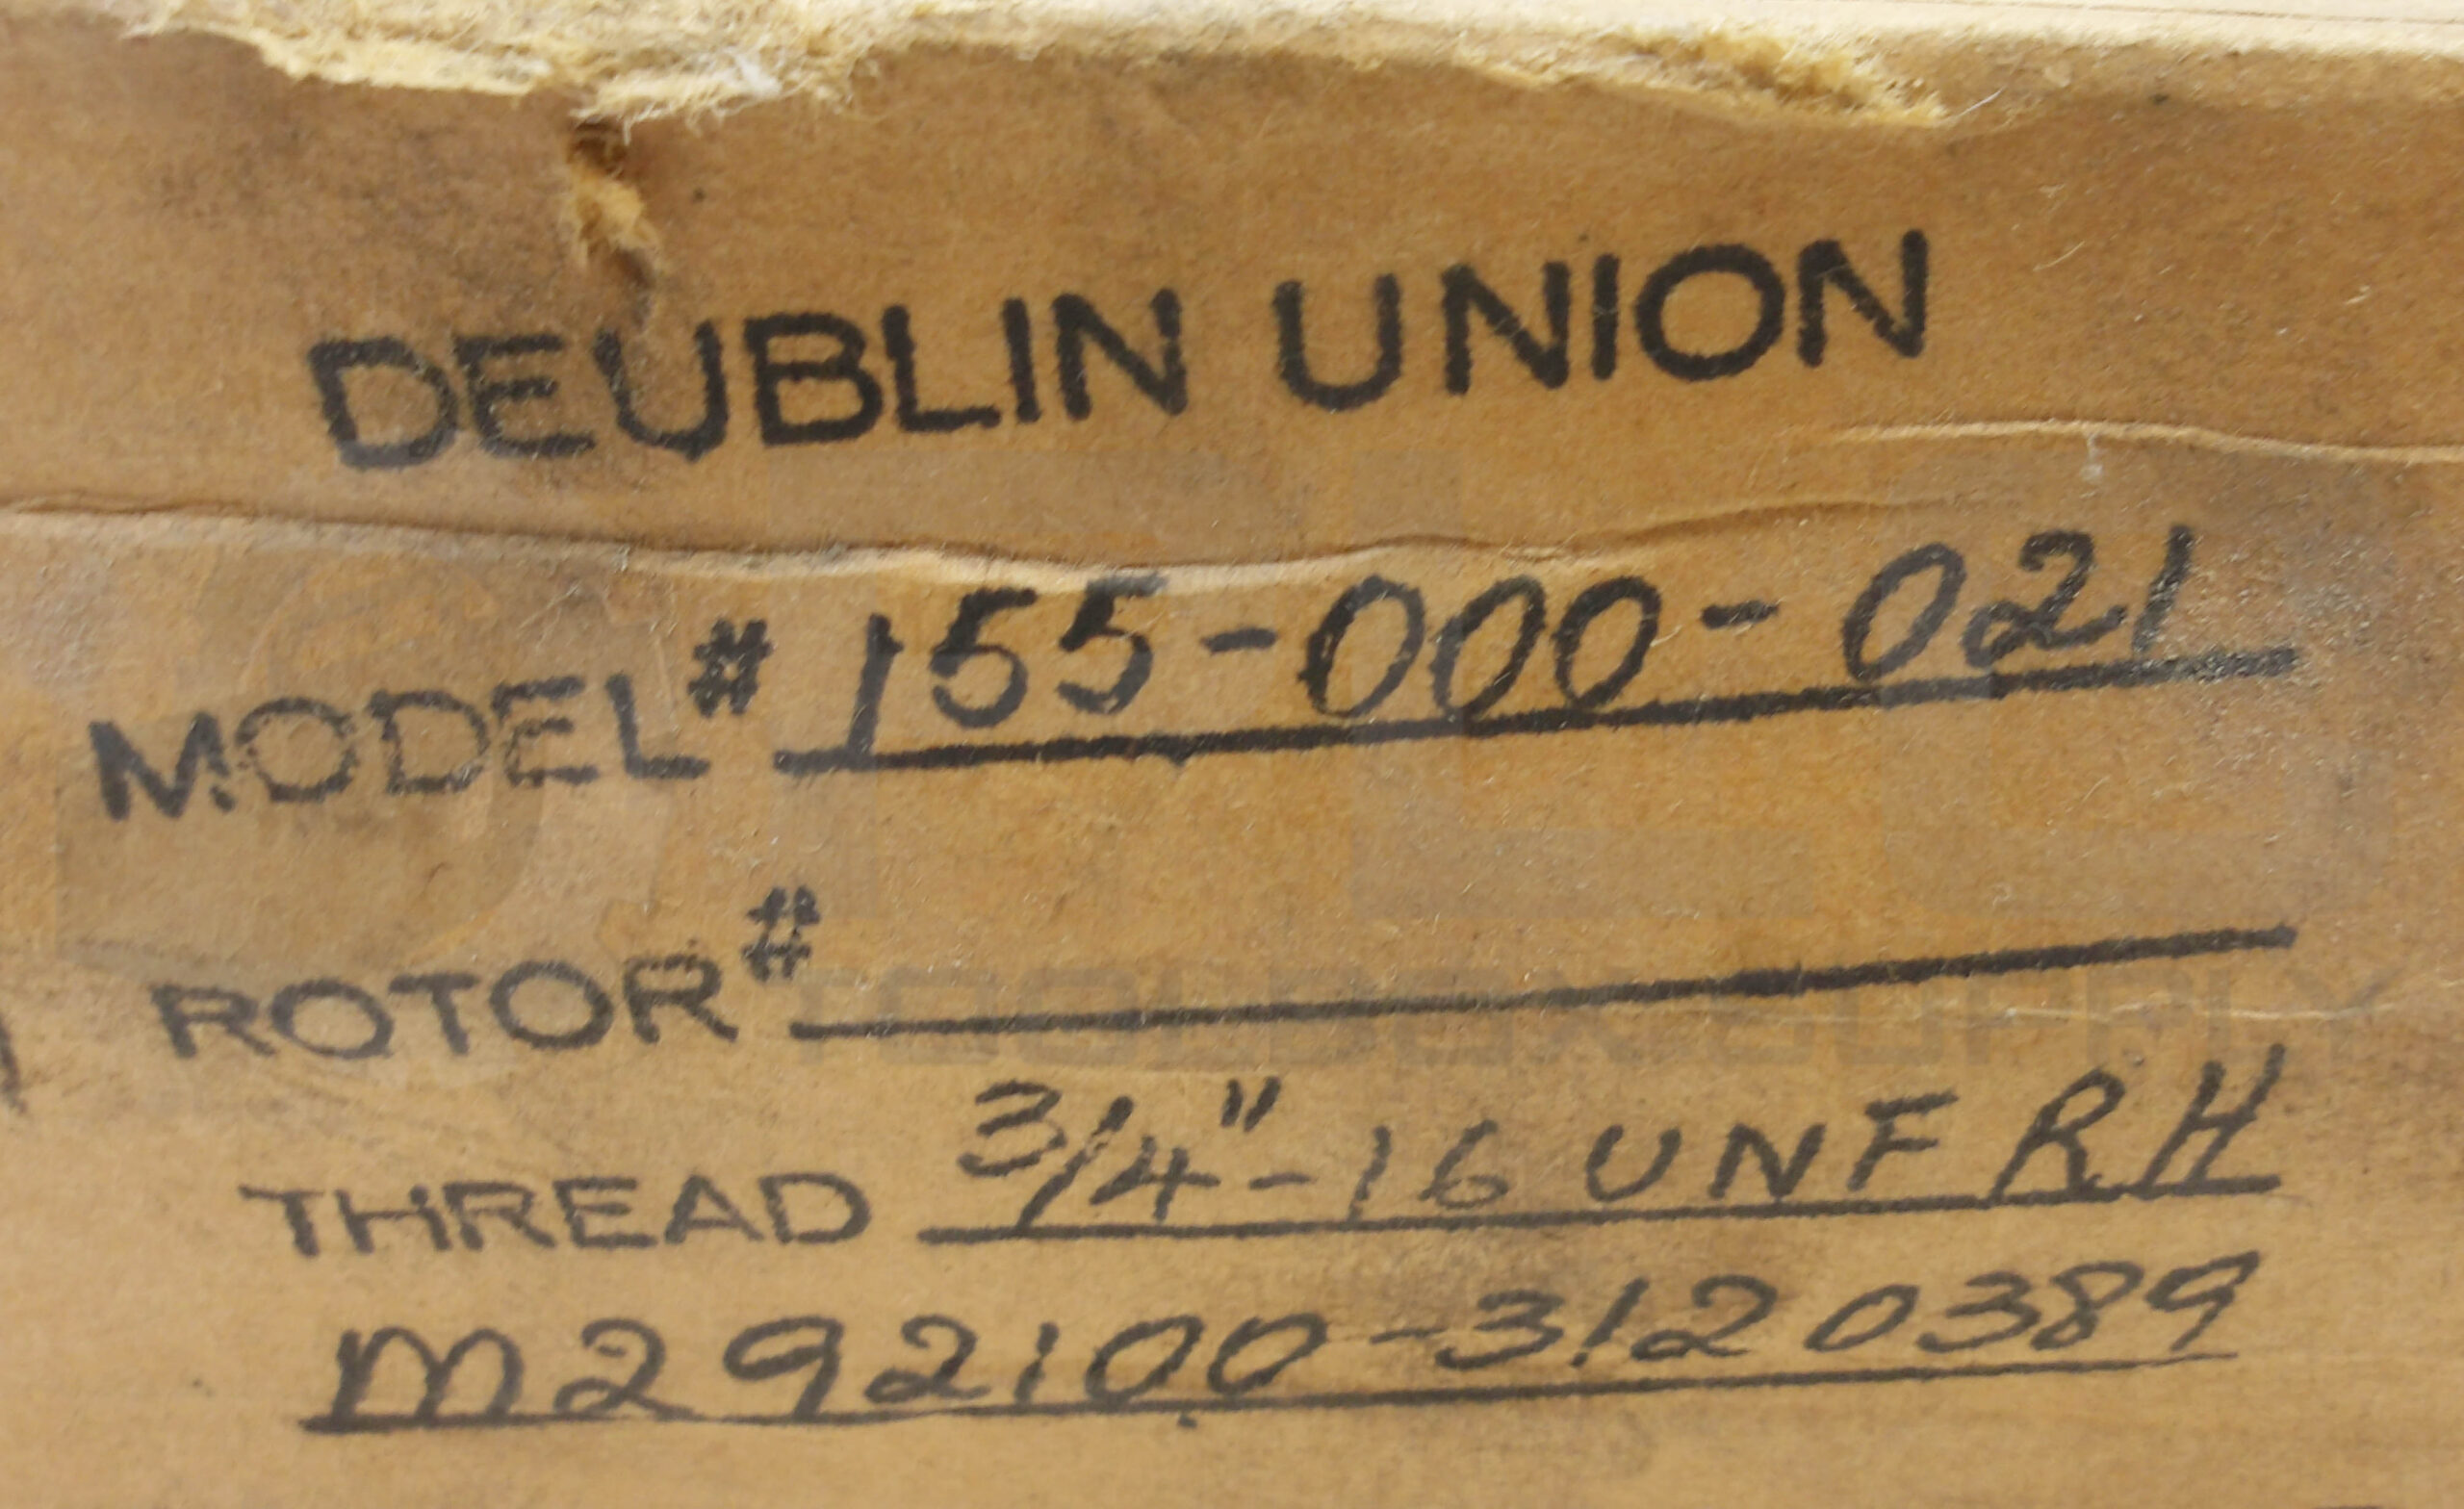 DEUBLIN UNION
MODEL# 155-000-021
ROTOR#
THREAD 3/4"-16 UNF RH
M292100-3120389